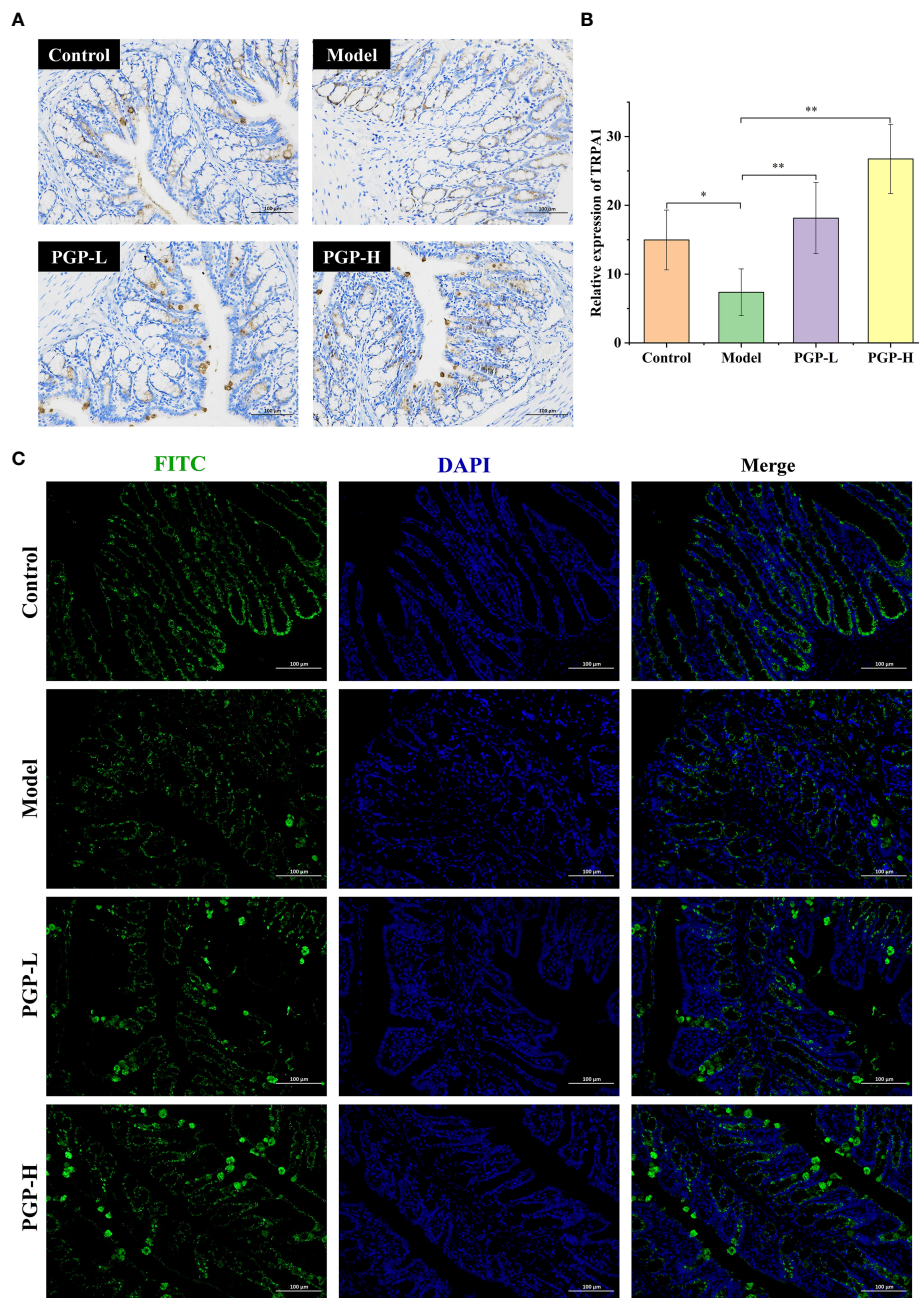 A
Control
100 μm
Model
100 μm
PGP-L
100 μm
PGP-H
100 μm
B
Relative expression of TRPA1
30
20
10
0
*
**
**
Control
Model
PGP-L
PGP-H
C
FITC
DAPI
Merge
Control
100 μm
100 μm
100 μm
Model
100 μm
100 μm
100 μm
PGP-L
100 μm
100 μm
100 μm
PGP-H
100 μm
100 μm
100 μm